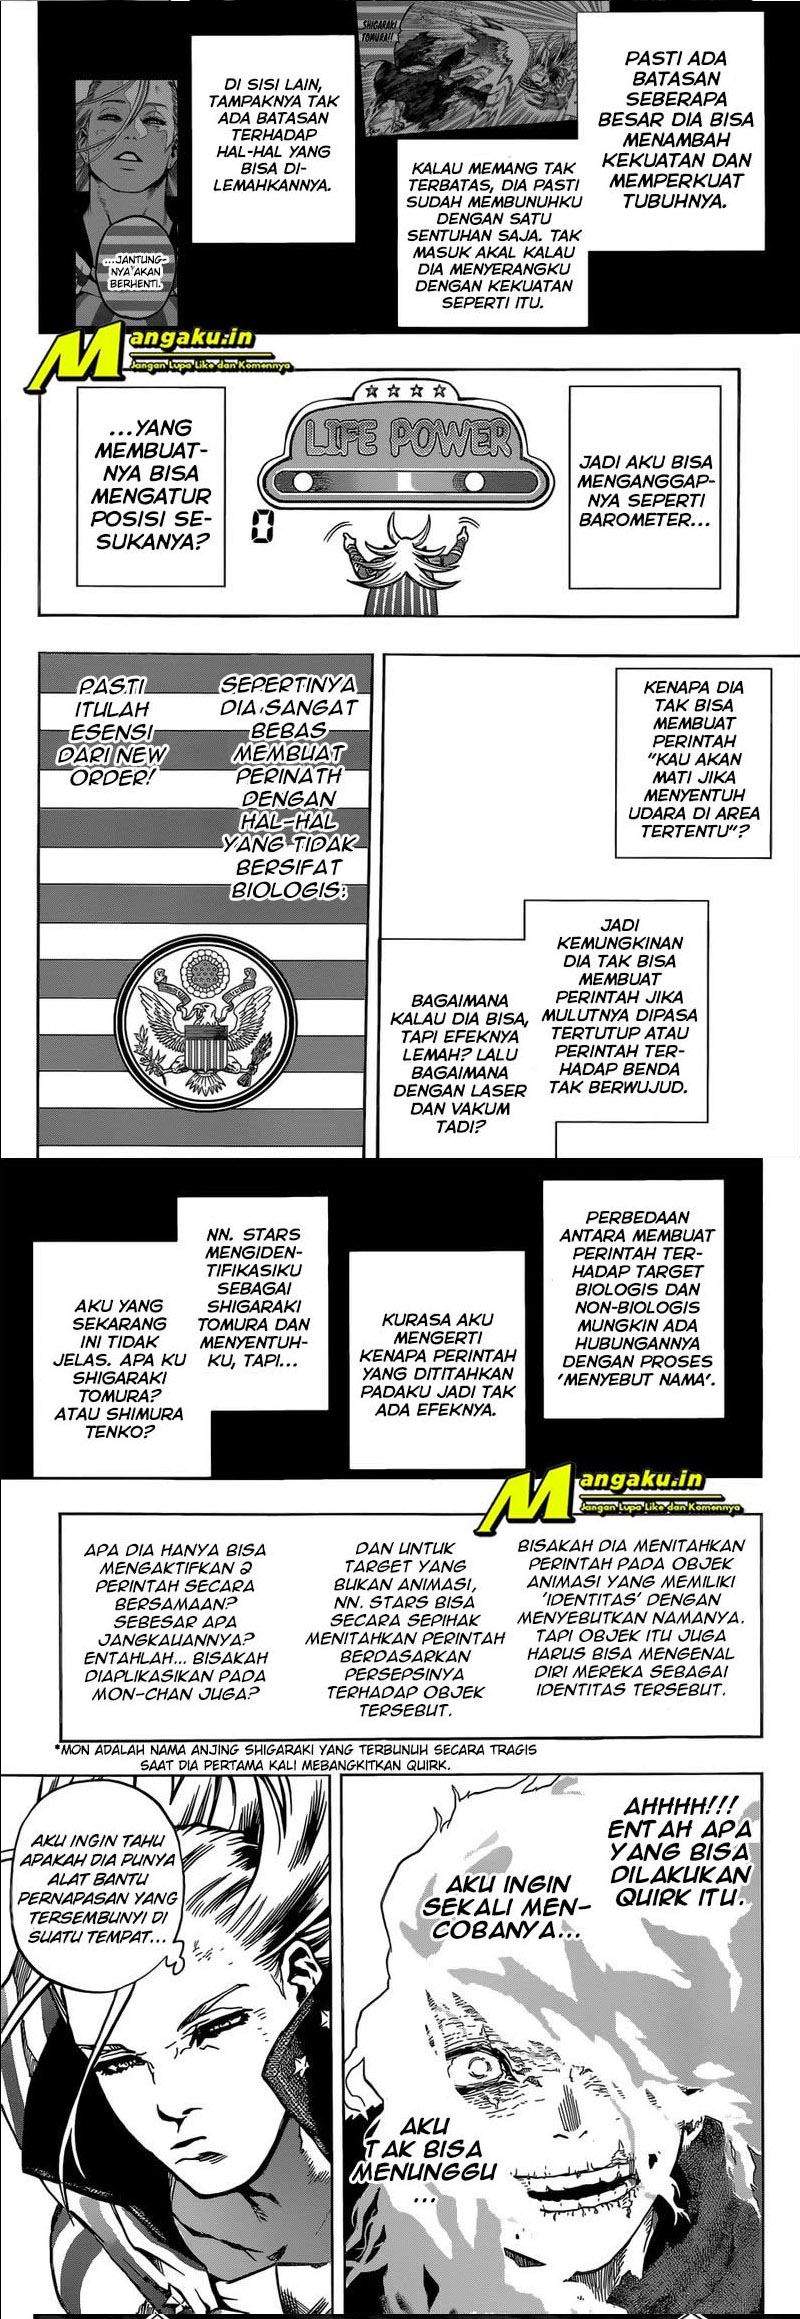 SHIGARAKI
TOMURA!!
PASTI ADA
BATASAN
SEBERAPA
BESAR DIA BISA
MENAMBAH
KEKUATAN DAN
MEMPERKUAT
TUBUHNYA.
KALAU MEMANG TAK
TERBATAS, DIA PASTI
SUDAH MEMBUNUHKU
DENGAN SATU
SENTUHAN SAJA. TAK
MASUK AKAL KALAU
DIA MENYERANGKU
DENGAN KEKUATAN
SEPERTI ITU.
DI SISI LAIN,
TAMPAKNYA TAK
ADA BATASAN
TERHADAP
HAL-HAL YANG
BISA DI-
LEMAHKANNYA.
...JANTUNG-
NYA AKAN
BERHENTI.
Mangaku.in
Jangan Lupa Like dan Komennya
JADI AKU BISA
MENGANGGAP-
NYA SEPERTI
BAROMETER...
LIFE POWER
0
...YANG
MEMBUAT-
NYA BISA
MENGATUR
POSISI SE-
SUKANYA?
KENAPA DIA
TAK BISA
MEMBUAT
PERINTAH
"KAU AKAN
MATI JIKA
MENYENTUH
UDARA DI AREA
TERTENTU"?
JADI
KEMUNGKINAN
DIA TAK BISA
MEMBUAT
PERINTAH JIKA
MULUTNYA DIPASA
TERTUTUP ATAU
PERINTAH TER-
HADAP BENDA
TAK BERWUJUD.
BAGAIMANA
KALAU DIA BISA,
TAPI EFEKNYA
LEMAH? LALU
BAGAIMANA
DENGAN LASER
DAN VAKUM
TADI?
SEPERTINYA
DIA SANGAT
BEBAS
MEMBUAT
PERINATH
DENGAN
HAL-HAL
YANG TIDAK
BERSIFAT
BIOLOGIS;
PASTI
ITULAH
ESENSI
DARI NEW
ORDER!
PERBEDAAN
ANTARA MEMBUAT
PERINTAH TER-
HADAP TARGET
BIOLOGIS DAN
NON-BIOLOGIS
MUNGKIN ADA
HUBUNGANNYA
DENGAN PROSES
'MENYEBUT NAMA'.
KURASA AKU
MENGERTI
KENAPA PERINTAH
YANG DITITAHKAN
PADAKU JADI TAK
ADA EFEKNYA.
NN. STARS
MENGIDEN-
TIFIKASIKU
SEBAGAI
SHIGARAKI
TOMURA DAN
MENYENTUH-
KU, TAPI...
AKU YANG
SEKARANG
INI TIDAK
JELAS. APA KU
SHIGARAKI
TOMURA?
ATAU SHIMURA
TENKO?
Mangaku.in
Jangan Lupa Like dan Komennya
BISAKAH DIA MENITAHKAN
PERINTAH PADA OBJEK
ANIMASI YANG MEMILIKI
'IDENTITAS' DENGAN
MENYEBUTKAN NAMANYA.
TAPI OBJEK ITU JUGA
HARUS BISA MENGENAL
DIRI MEREKA SEBAGAI
IDENTITAS TERSEBUT.
DAN UNTUK
TARGET YANG
BUKAN ANIMASI,
NN. STARS BISA
SECARA SEPIHAK
MENITAHKAN PERINTAH
BERDASARKAN
PERSEPSINYA
TERHADAP OBJEK
TERSEBUT.
APA DIA HANYA BISA
MENGAKTIFKAN 2
PERINTAH SECARA
BERSAMAAN?
SEBESAR APA
JANGKAUANNYA?
ENTAHLAH... BISAKAH
DIAPLIKASIKAN PADA
MON-CHAN JUGA?
*MON ADALAH NAMA ANJING SHIGARAKI YANG TERBUNUH SECARA TRAGIS
SAAT DIA PERTAMA KALI MEBANGKITKAN QUIRK.
AHHHH!!!
ENTAH APA
YANG BISA
DILAKUKAN
QUIRK ITU.
AKU INGIN
SEKALI MEN-
COBANYA...
AKU
TAK BISA
MENUNGGU
...
AKU INGIN TAHU
APAKAH DIA PUNYA
ALAT BANTU
PERNAPASAN YANG
TERSEMBUNYI DI
SUATU TEMPAT...